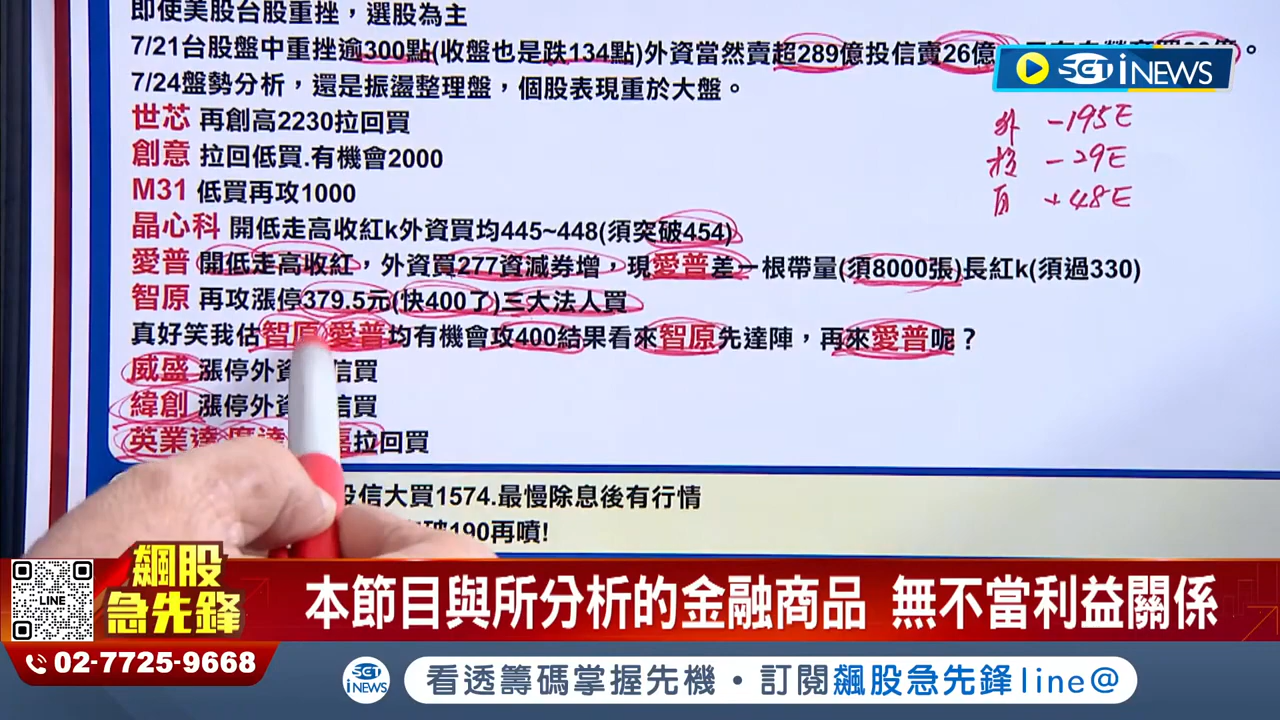 即使美股台股重挫，選股為主
7/21台股盤中重挫逾300點(收盤也是跌134點)外資當然賣超289億投信賣26億
SET iNEWS
7/24盤勢分析，還是振盪整理盤，個股表現重於大盤。
外 -195E
世芯 再創高2230拉回買
投 -29E
創意 拉回低買.有機會2000
自 +48E
M31 低買再攻1000
晶心科 開低走高收紅k外資買均445~448(須突破454)
愛普 開低走高收紅，外資買277資減券增，現愛普差一根帶量(須8000張)長紅k(須過330)
智原 再攻漲停379.5元(快400了)三大法人買
真好笑我估智原 愛普均有機會攻400結果看來智原先達陣，再來愛普呢？
威盛 漲停外資 信買
緯創 漲停外資 信買
英業達 廣達 拉回買
投信大買1574.最慢除息後有行情
破190再噴!
LINE
飆股急先鋒
本節目與所分析的金融商品 無不當利益關係
02-7725-9668
SET iNEWS
看透籌碼掌握先機・訂閱飆股急先鋒line@